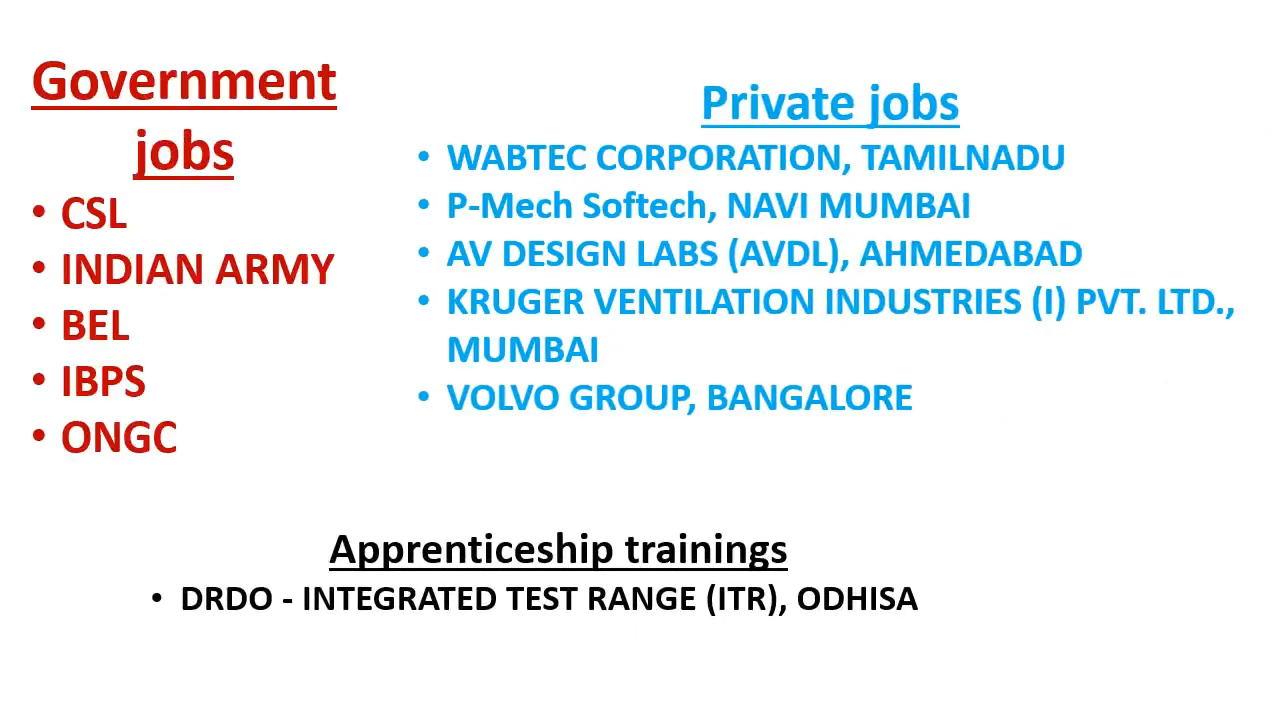 Government
jobs
• CSL
• INDIAN ARMY
• BEL
• IBPS
• ONGC
Private jobs
• WABTEC CORPORATION, TAMILNADU
• P-Mech Softech, NAVI MUMBAI
• AV DESIGN LABS (AVDL), AHMEDABAD
• KRUGER VENTILATION INDUSTRIES (I) PVT. LTD.,
MUMBAI
• VOLVO GROUP, BANGALORE
Apprenticeship trainings
• DRDO - INTEGRATED TEST RANGE (ITR), ODHISA